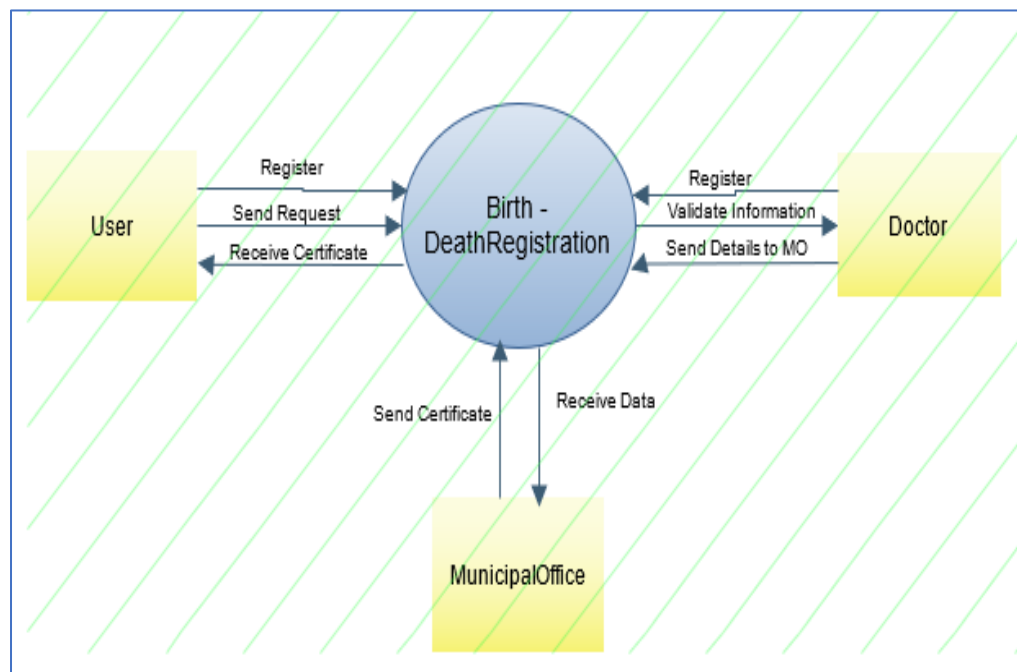 Register
Send Request
Receive Certificate
User
Birth -
DeathRegistration
Register
Validate Information
Send Details to MO
Doctor
Send Certificate
Receive Data
MunicipalOffice